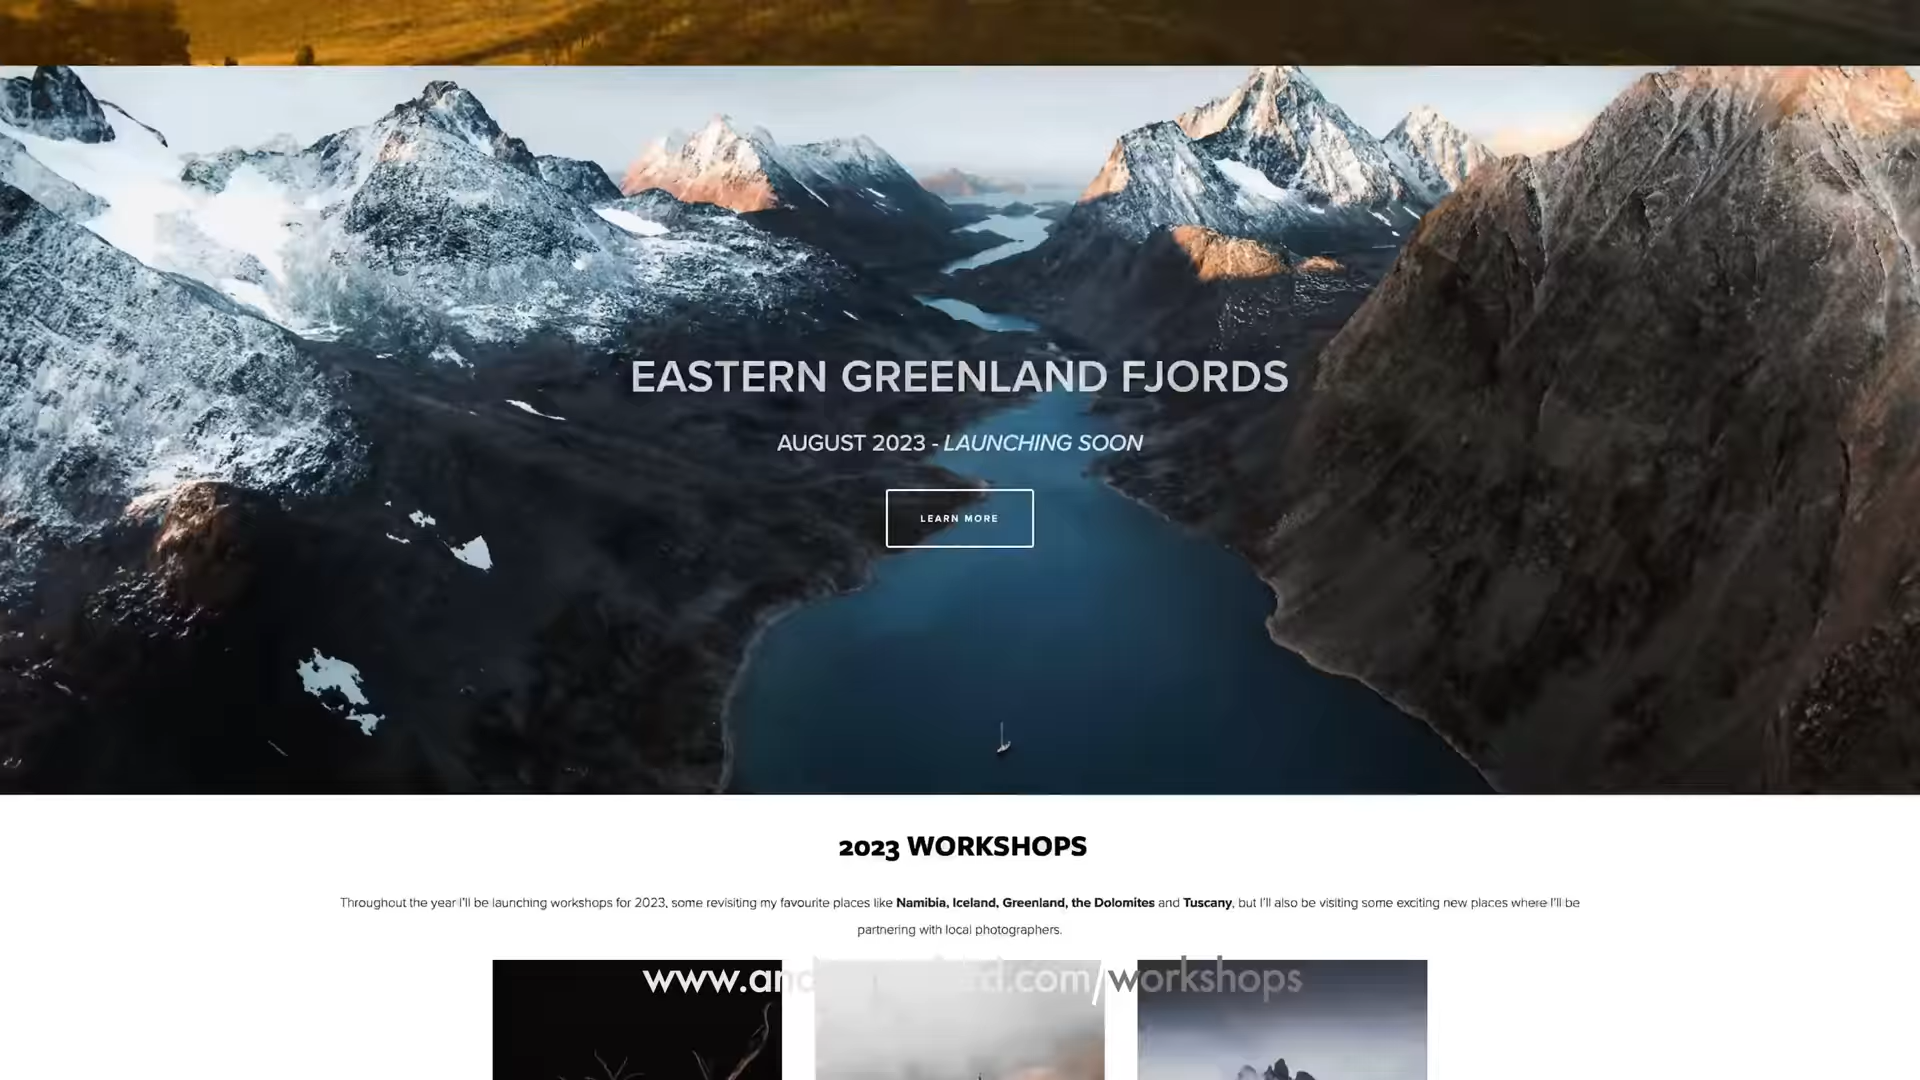 EASTERN GREENLAND FJORDS
AUGUST 2023 - LAUNCHING SOON
LEARN MORE
2023 WORKSHOPS
Throughout the year I'll be launching workshops for 2023, some revisiting my favourite places like Namibia, Iceland, Greenland, the Dolomites and Tuscany, but I'll also be visiting some exciting new places where I'll be
partnering with local photographers.